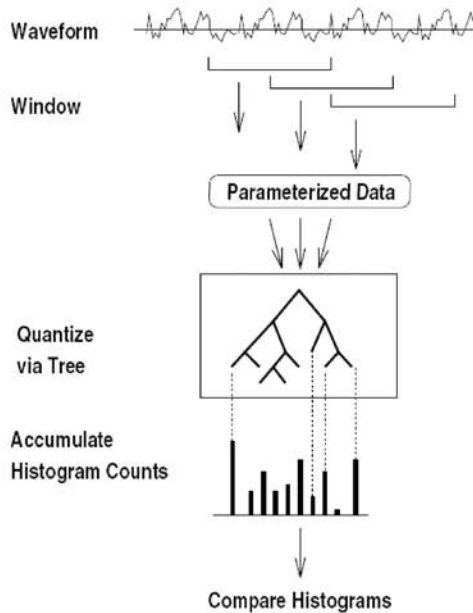 Waveform
Window
Parameterized Data
Quantize
via Tree
Accumulate
Histogram Counts
Compare Histograms